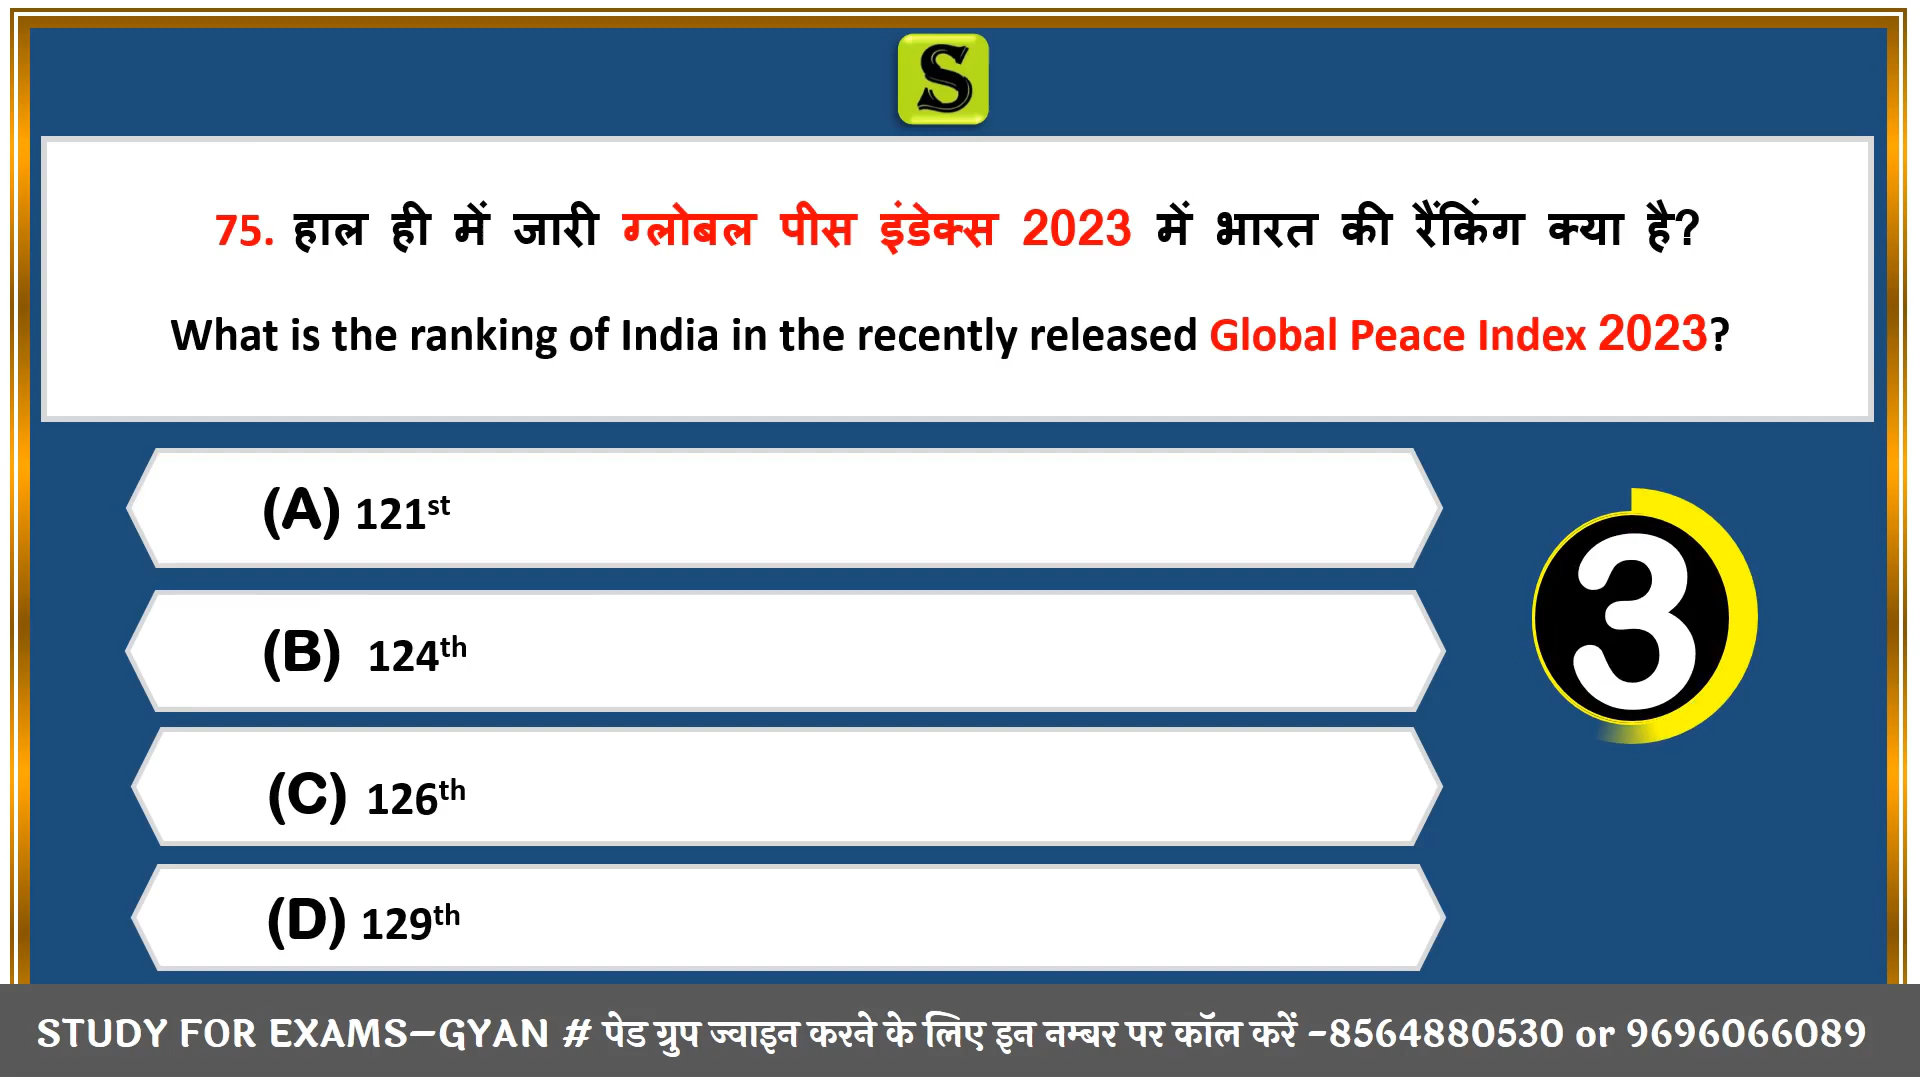 S
75. हाल ही में जारी ग्लोबल पीस इंडेक्स 2023 में भारत की रैंकिंग क्या है?
What is the ranking of India in the recently released Global Peace Index 2023?
(A) 121st
(B) 124th
3
(C) 126th
(D) 129th
STUDY FOR EXAMS–GYAN # पेड ग्रुप ज्वाइन करने के लिए इन नम्बर पर कॉल करें -8564880530 or 9696066089